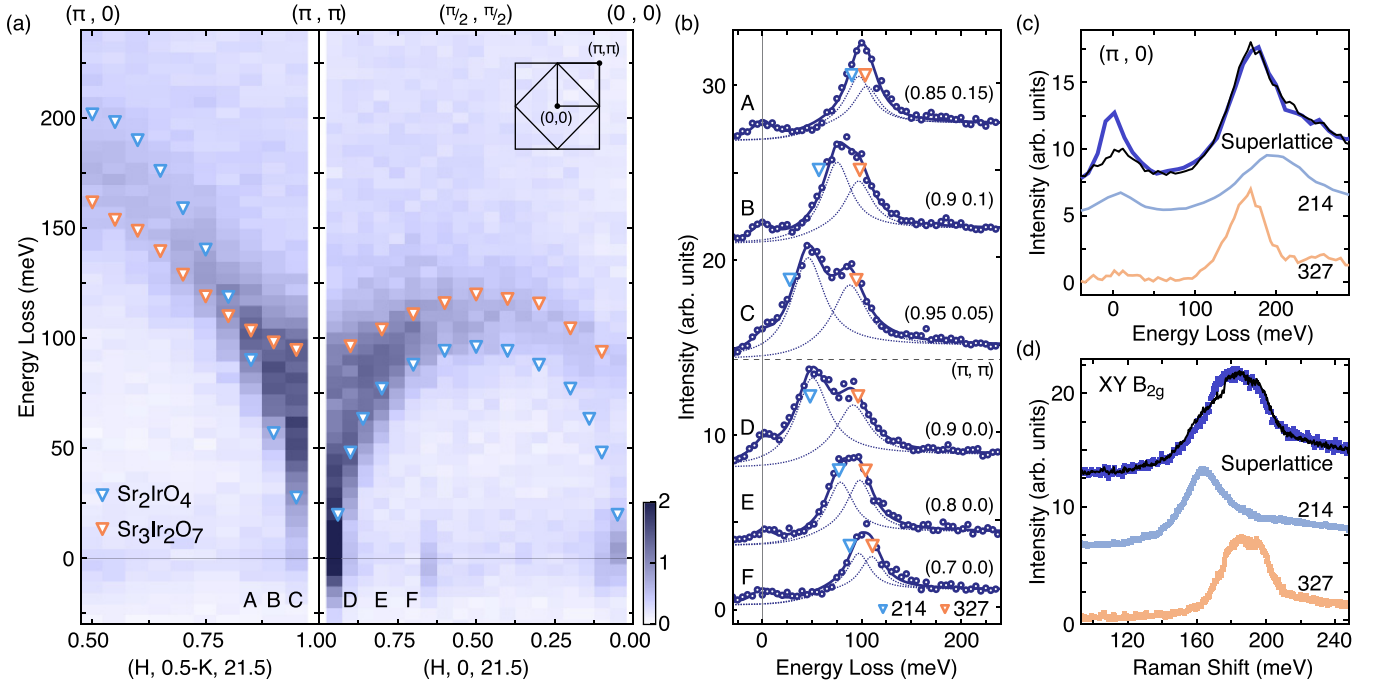 (a)
(π, 0)
(π, π)
(π/2, π/2)
(0, 0)
Energy Loss (meV)
200
150
100
50
0
(π,π)
(0,0)
Sr2IrO4
Sr3Ir2O7
A B C
D E F
2
1
0
0.50
0.75
1.00
0.75
0.50
0.25
0.00
(H, 0.5-K, 21.5)
(H, 0, 21.5)
(b)
Intensity (arb. units)
30
20
10
0
A
(0.85 0.15)
B
(0.9 0.1)
C
(0.95 0.05)
(π, π)
D
(0.9 0.0)
E
(0.8 0.0)
F
(0.7 0.0)
214
327
0
50
100
150
200
Energy Loss (meV)
(c)
(π, 0)
Intensity (arb. units)
15
10
5
0
Superlattice
214
327
0
100
200
Energy Loss (meV)
(d)
XY B2g
Intensity (arb. units)
20
10
0
Superlattice
214
327
120
160
200
240
Raman Shift (meV)